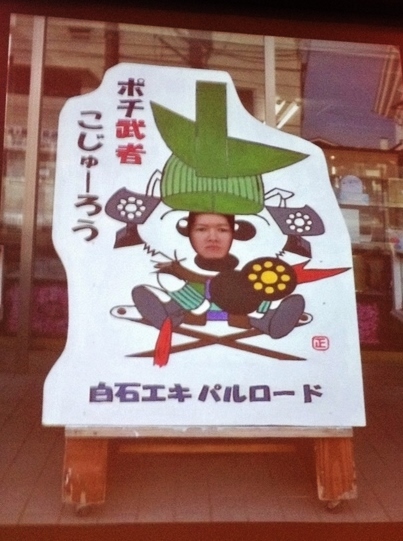 ポチ武者
こじゅーろう
正
白石エキ パルロード